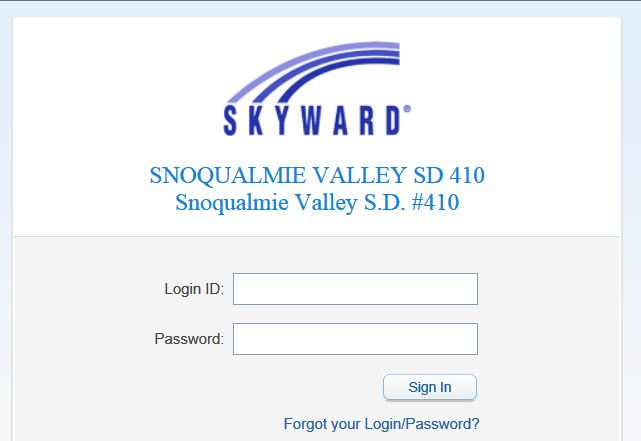 SKYWARD®
SNOQUALMIE VALLEY SD 410
Snoqualmie Valley S.D. #410
Login ID:
Password:
Sign In
Forgot your Login/Password?